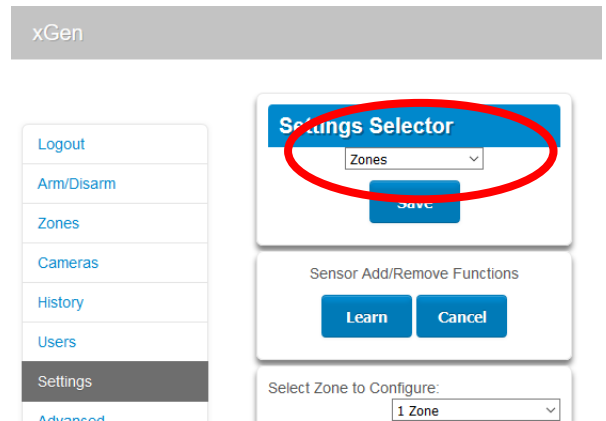 xGen
Logout
Arm/Disarm
Zones
Cameras
History
Users
Settings
Advanced
Settings Selector
Zones
Save
Sensor Add/Remove Functions
Learn Cancel
Select Zone to Configure:
1 Zone